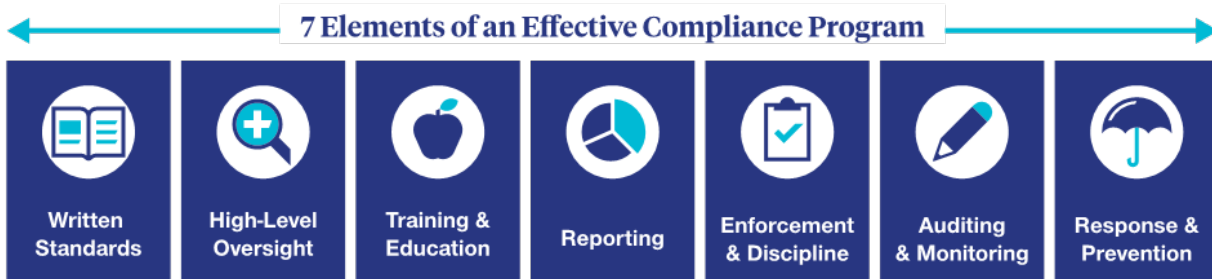 7 Elements of an Effective Compliance Program
Written
Standards
High-Level
Oversight
Training &
Education
Reporting
Enforcement
& Discipline
Auditing
& Monitoring
Response &
Prevention